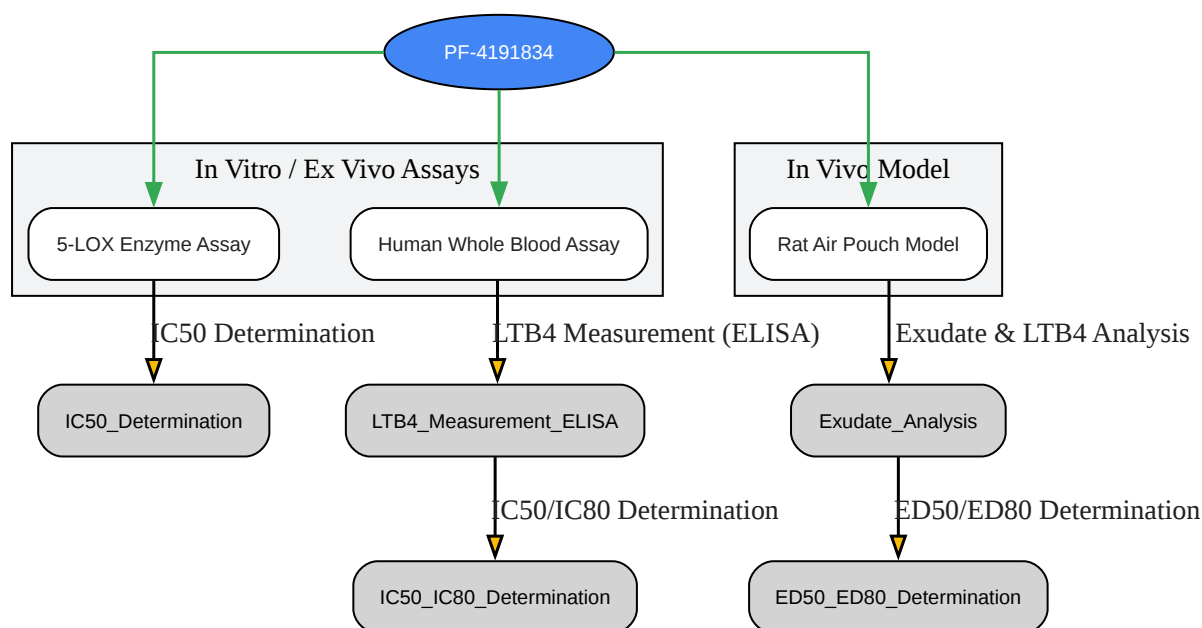 PF-4191834
In Vitro / Ex Vivo Assays
In Vivo Model
5-LOX Enzyme Assay
Human Whole Blood Assay
Rat Air Pouch Model
IC50 Determination
LTB4 Measurement (ELISA)
Exudate & LTB4 Analysis
IC50_Determination
LTB4_Measurement_ELISA
Exudate_Analysis
IC50/IC80 Determination
ED50/ED80 Determination
IC50_IC80_Determination
ED50_ED80_Determination